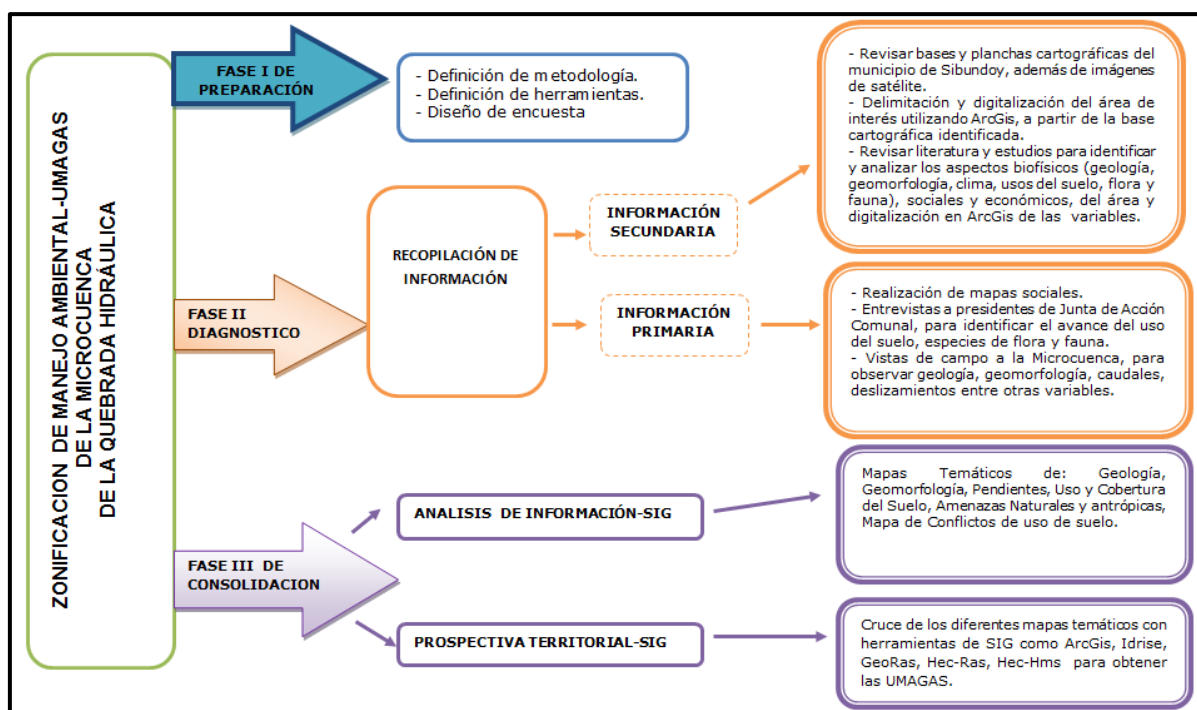 ZONIFICACION DE MANEJO AMBIENTAL-UMAGAS
DE LA MICROCUENCA
DE LA QUEBRADA HIDRÁULICA
FASE I DE
PREPARACIÓN
- Definición de metodología.
- Definición de herramientas.
- Diseño de encuesta
FASE II
DIAGNOSTICO
RECOPILACIÓN DE
INFORMACIÓN
INFORMACIÓN
SECUNDARIA
- Revisar bases y planchas cartográficas del
municipio de Sibundoy, además de imágenes
de satélite.
- Delimitación y digitalización del área de
interés utilizando ArcGis, a partir de la base
cartográfica identificada.
- Revisar literatura y estudios para identificar
y analizar los aspectos biofísicos (geología,
geomorfología, clima, usos del suelo, flora y
fauna), sociales y económicos, del área y
digitalización en ArcGis de las variables.
INFORMACIÓN
PRIMARIA
- Realización de mapas sociales.
- Entrevistas a presidentes de Junta de Acción
Comunal, para identificar el avance del uso
del suelo, especies de flora y fauna.
- Vistas de campo a la Microcuenca, para
observar geología, geomorfología, caudales,
deslizamientos entre otras variables.
FASE III DE
CONSOLIDACION
ANALISIS DE INFORMACIÓN-SIG
Mapas Temáticos de: Geología,
Geomorfología, Pendientes, Uso y Cobertura
del Suelo, Amenazas Naturales y antrópicas,
Mapa de Conflictos de uso de suelo.
PROSPECTIVA TERRITORIAL-SIG
Cruce de los diferentes mapas temáticos con
herramientas de SIG como ArcGis, Idrise,
GeoRas, Hec-Ras, Hec-Hms para obtener
las UMAGAS.